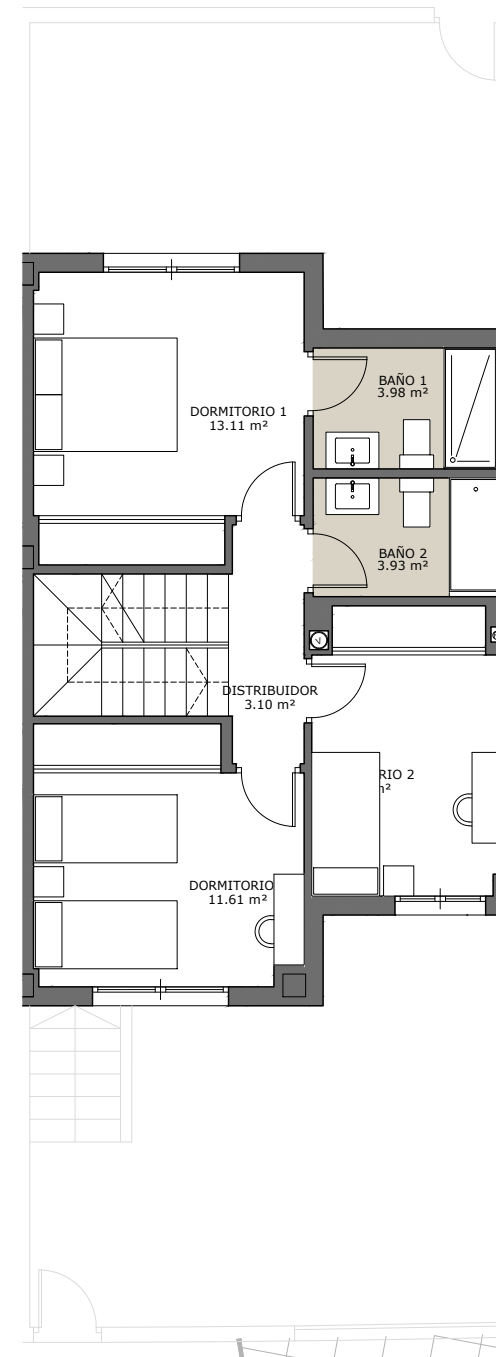 DORMITORIO 1
13.11 m²
BAÑO 1
3.98 m²
BAÑO 2
3.93 m²
DISTRIBUIDOR
3.10 m²
RIO 2
m²
DORMITORIO
11.61 m²